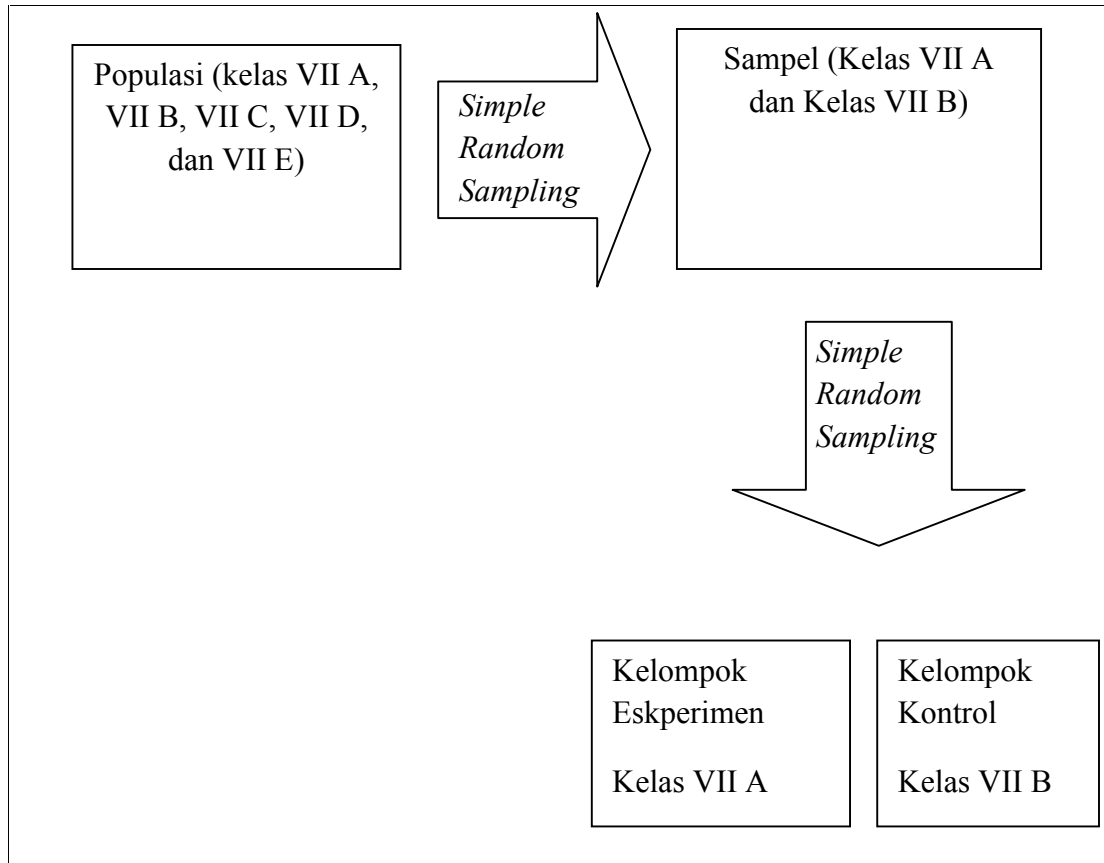 Populasi (kelas VII A,
VII B, VII C, VII D,
dan VII E)
Simple
Random
Sampling
Sampel (Kelas VII A
dan Kelas VII B)
Simple
Random
Sampling
Kelompok
Eskperimen
Kelas VII A
Kelompok
Kontrol
Kelas VII B